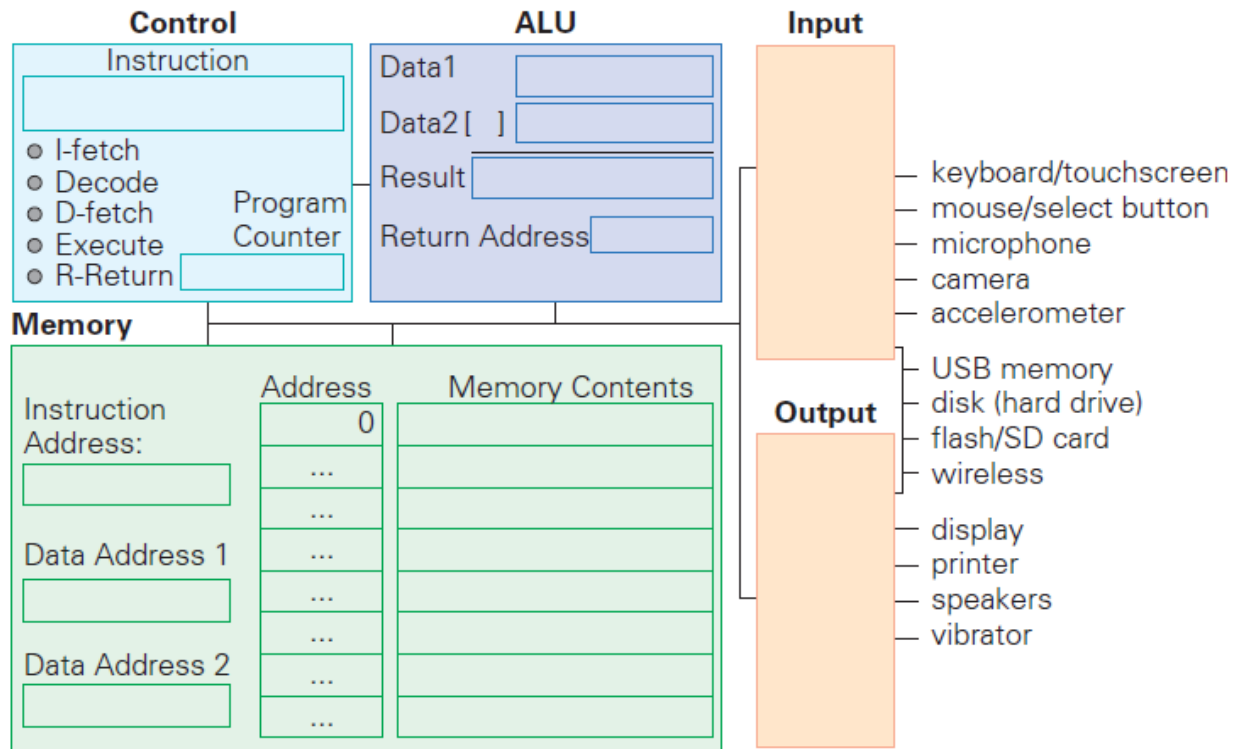 Control
Instruction
I-fetch
Decode
D-fetch
Execute
R-Return
Program
Counter
ALU
Data1
Data2 [ ]
Result
Return Address
Input
keyboard/touchscreen
mouse/select button
microphone
camera
accelerometer
USB memory
disk (hard drive)
flash/SD card
wireless
Output
display
printer
speakers
vibrator
Memory
Instruction
Address:
Data Address 1
Data Address 2
Address
0
...
...
...
...
...
...
...
Memory Contents